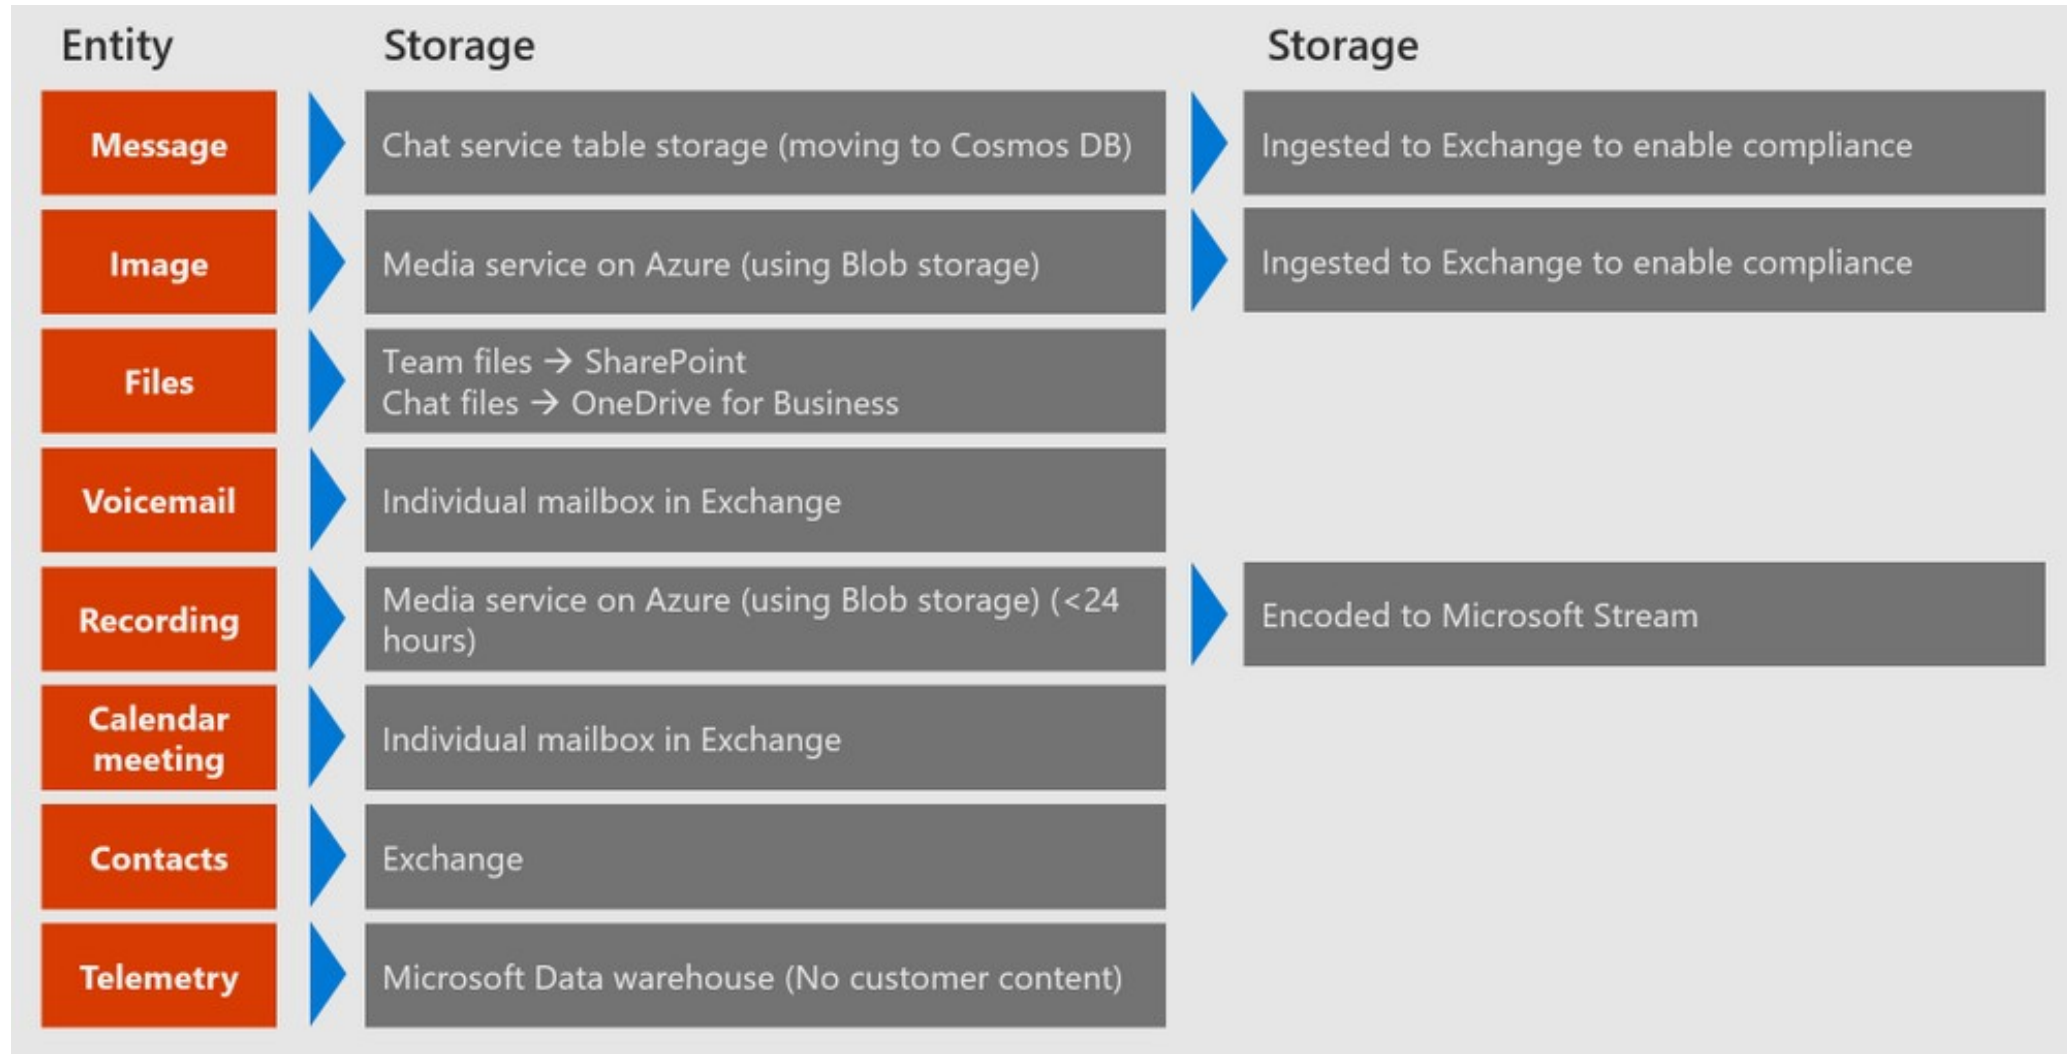 Entity Storage Storage
Message Chat service table storage (moving to Cosmos DB) Ingested to Exchange to enable compliance
Image Media service on Azure (using Blob storage) Ingested to Exchange to enable compliance
Files
Team files → SharePoint
Chat files → OneDrive for Business
Voicemail Individual mailbox in Exchange
Recording
Media service on Azure (using Blob storage) (<24
hours)
Encoded to Microsoft Stream
Calendar
meeting
Individual mailbox in Exchange
Contacts Exchange
Telemetry Microsoft Data warehouse (No customer content)